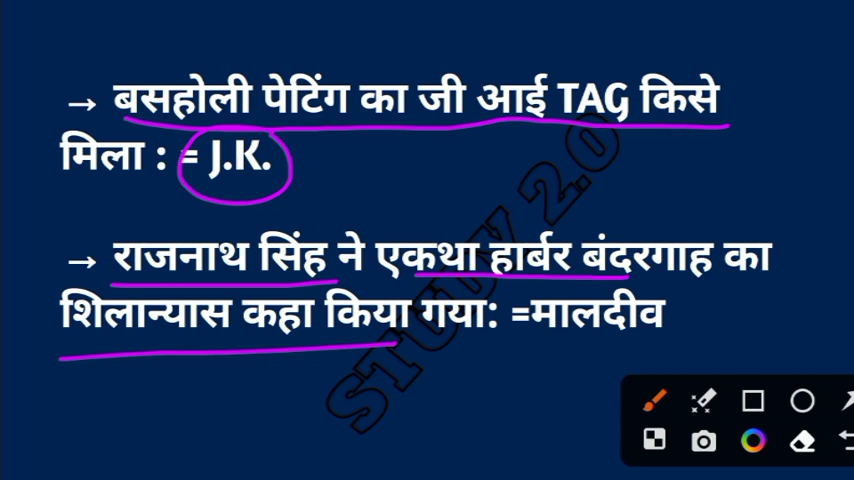 → बसहोली पेटिंग का जी आई TAG किसे
मिला : = J.K.
→ राजनाथ सिंह ने एकथा हार्बर बंदरगाह का
शिलान्यास कहा किया गया: =मालदीव
STUDY 2.0